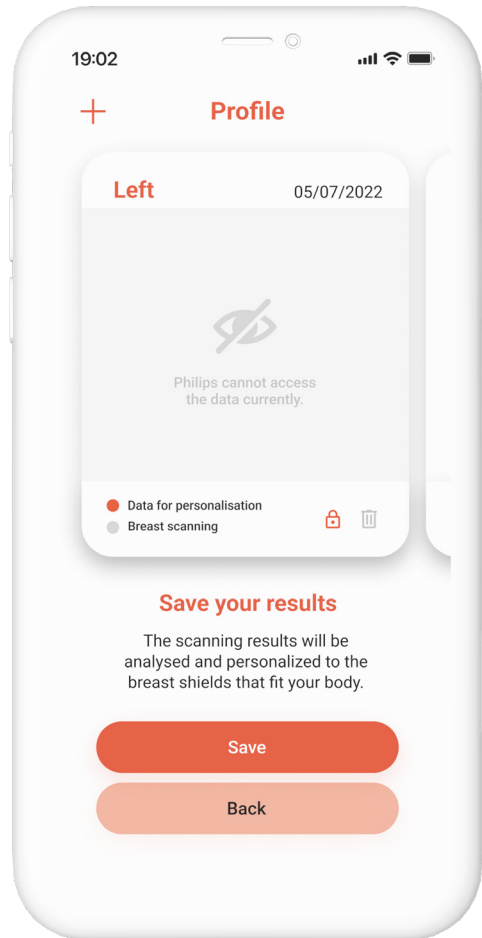 19:02
Profile
Left
05/07/2022
Philips cannot access
the data currently.
Data for personalisation
Breast scanning
Save your results
The scanning results will be
analysed and personalized to the
breast shields that fit your body.
Save
Back